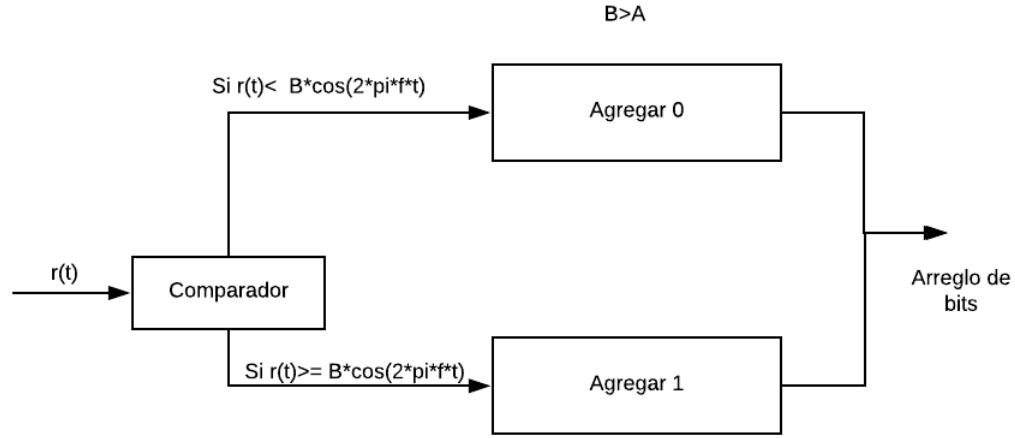 B>A
Si r(t)<  B*cos(2*pi*f*t)
Agregar 0
r(t)
Comparador
Arreglo de
bits
Si r(t)>= B*cos(2*pi*f*t)
Agregar 1